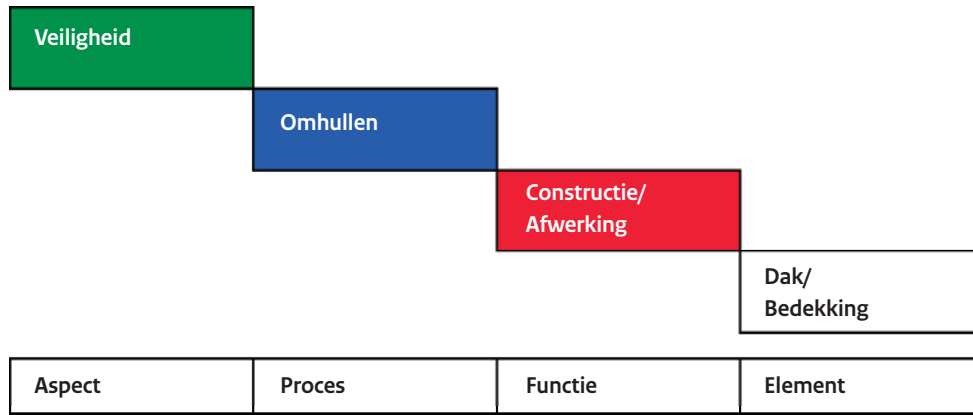 Veiligheid
Omhullen
Constructie/
Afwerking
Dak/
Bedekking
Aspect
Proces
Functie
Element